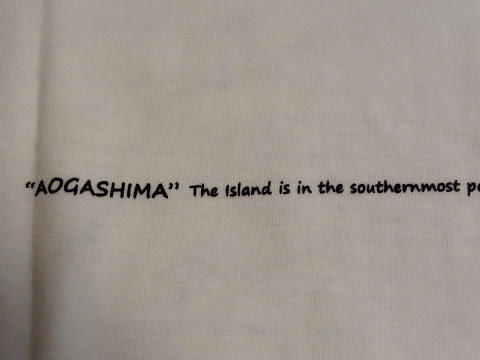 “AOGASHIMA” The Island is in the southernmost